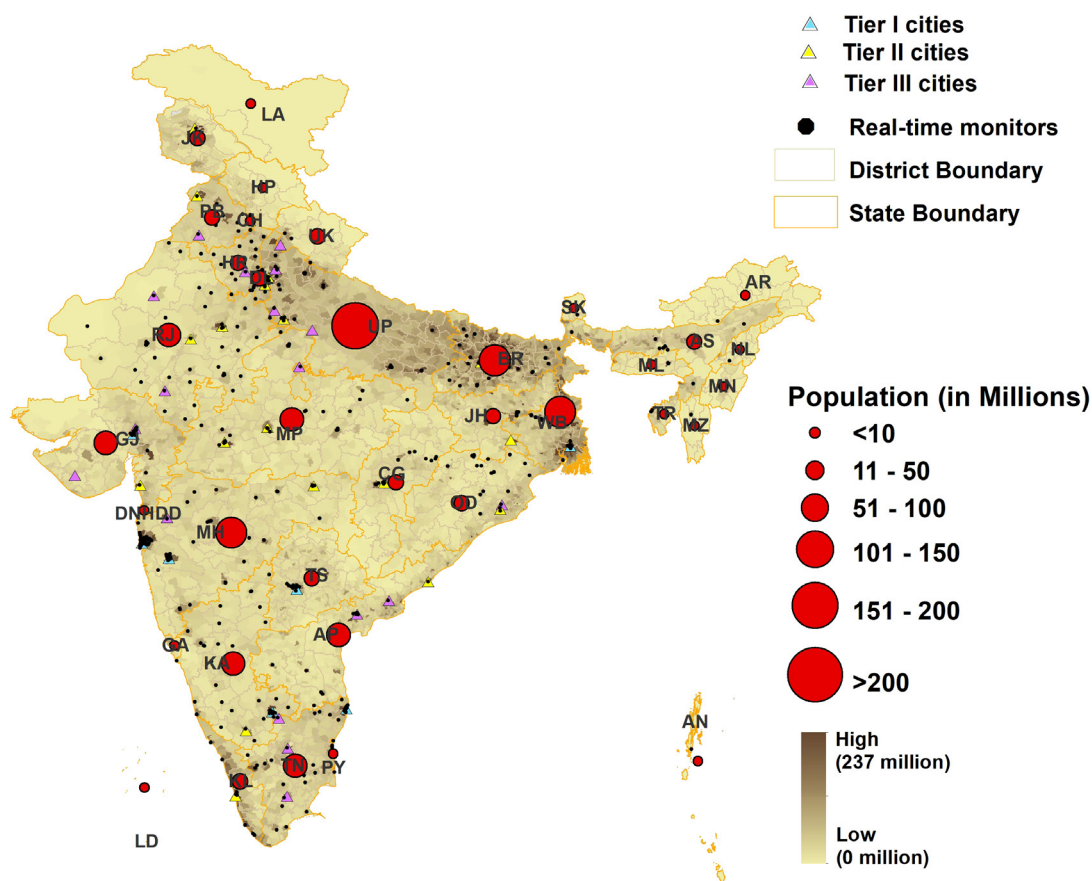 Tier I cities
Tier II cities
Tier III cities
Real-time monitors
District Boundary
State Boundary
LA
JK
HP
PB
CH
UK
HR
DL
AR
SK
UP
RJ
AS
NL
BR
ML
MN
JH
WB
TR
MZ
MP
GJ
CG
OD
DNHDD
MH
TS
AP
GA
KA
AN
TN
PY
KL
LD
Population (in Millions)
<10
11 - 50
51 - 100
101 - 150
151 - 200
>200
High
(237 million)
Low
(0 million)